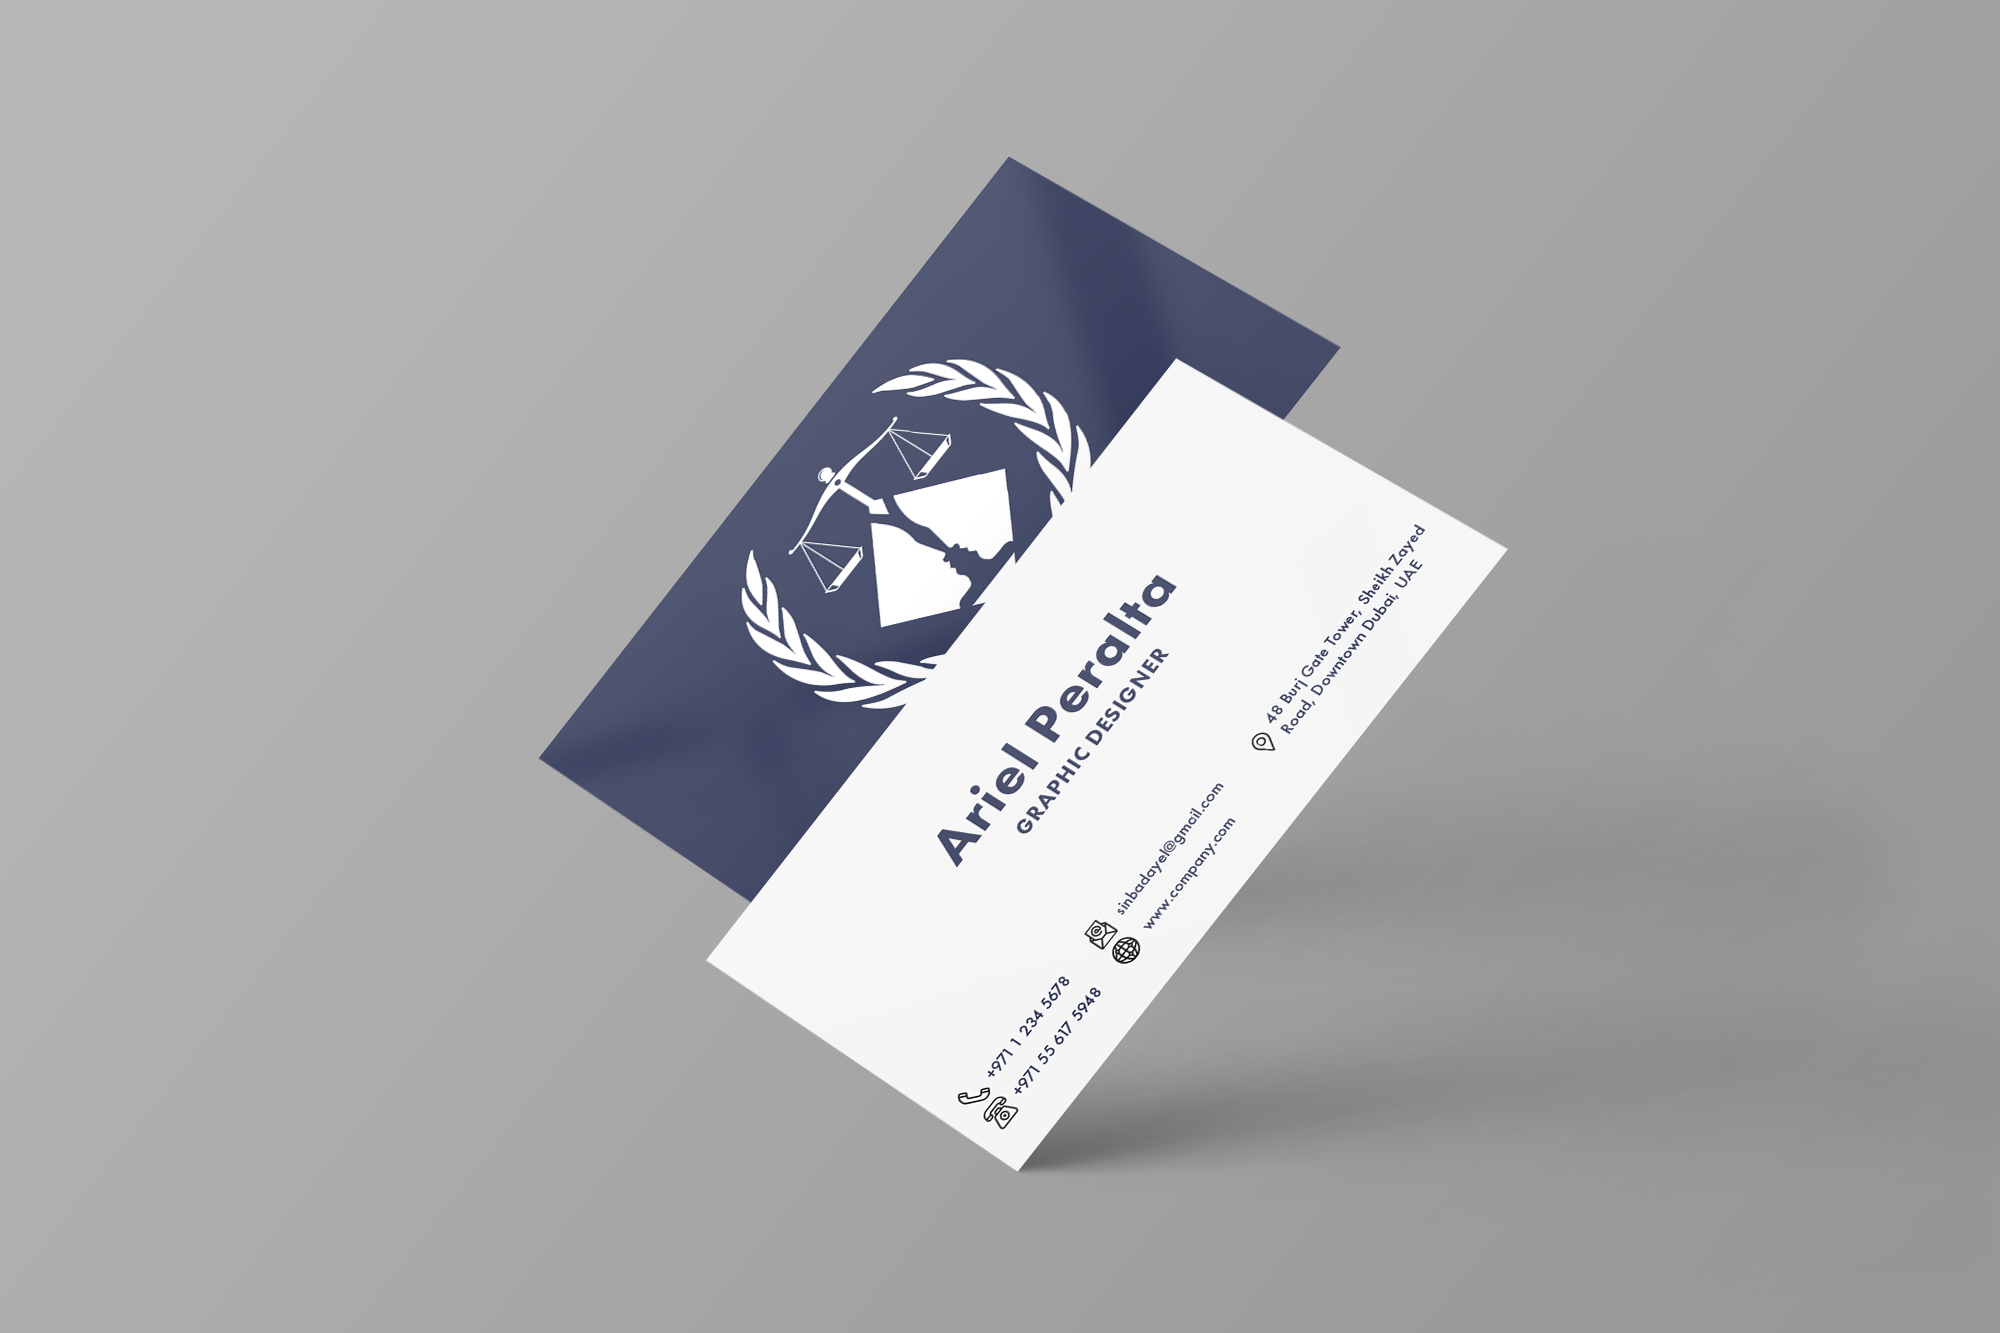 Ariel Peralta
GRAPHIC DESIGNER
+971 1 234 5678
+971 55 617 5948
sinbadayel@gmail.com
www.company.com
48 Burj Gate Tower, Sheikh Zayed
Road, Downtown Dubai, UAE